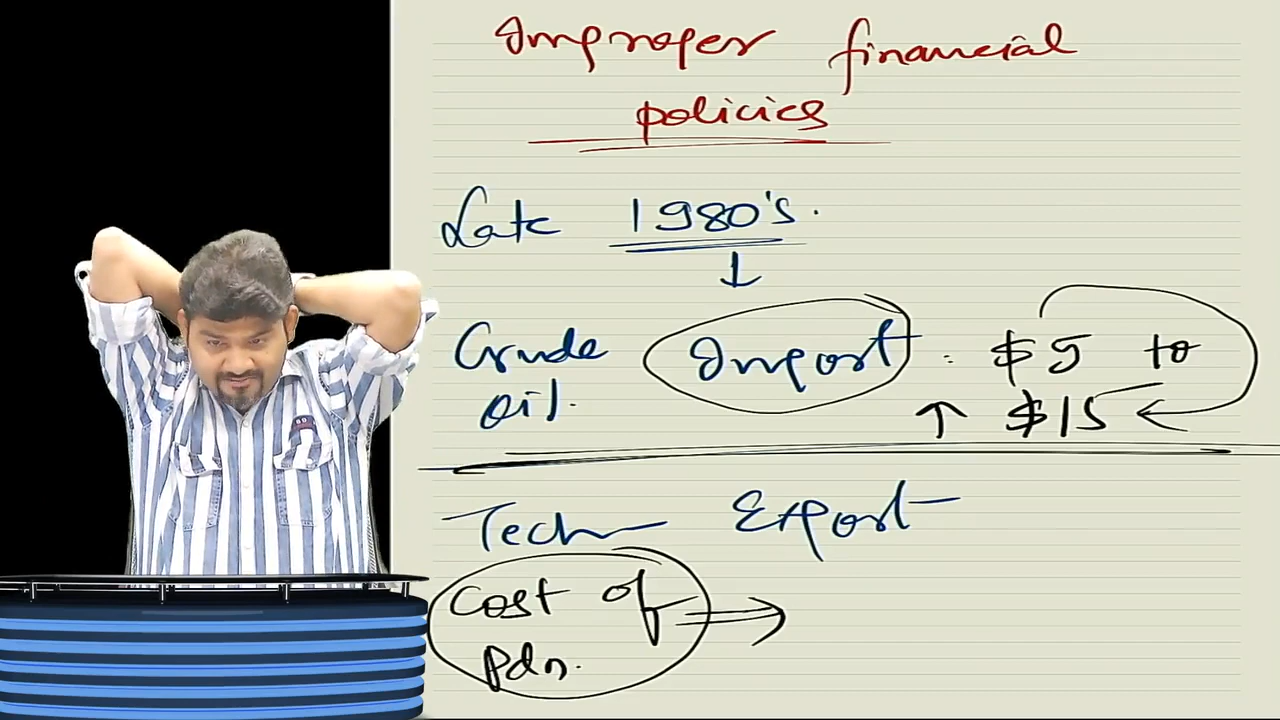 Improper financial
policies
Late 1980's.
↓
Crude Import : $5 to
oil. ↑ $15
Tech Export
Cost of ⇒
Pdn.